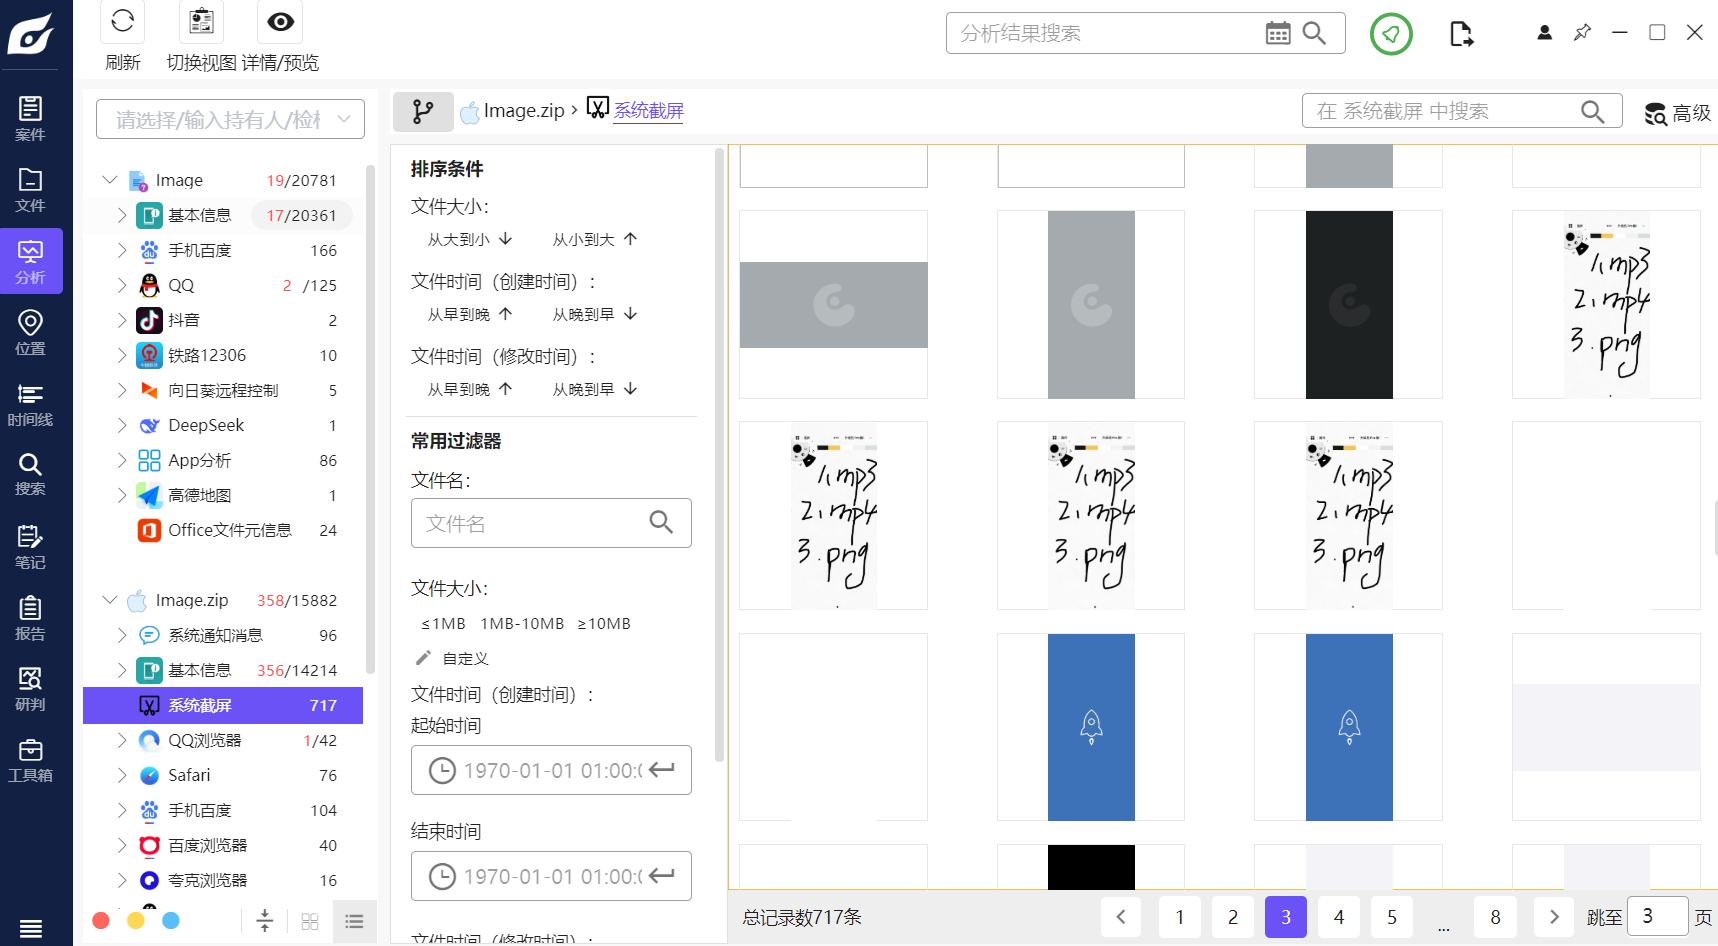 刷新
切换视图
详情/预览
分析结果搜索
案件
文件
分析
位置
时间线
搜索
笔记
报告
研判
工具箱
请选择/输入持有人/检
Image 19/20781
基本信息 17/20361
手机百度 166
QQ 2 /125
抖音 2
铁路12306 10
向日葵远程控制 5
DeepSeek 1
App分析 86
高德地图 1
Office文件元信息 24
Image.zip 358/15882
系统通知消息 96
基本信息 356/14214
系统截屏 717
QQ浏览器 1/42
Safari 76
手机百度 104
百度浏览器 40
夸克浏览器 16
Image.zip › 系统截屏
在 系统截屏 中搜索
高级
排序条件
文件大小：
从大到小 ↓ 从小到大 ↑
文件时间（创建时间）：
从早到晚 ↑ 从晚到早 ↓
文件时间（修改时间）：
从早到晚 ↑ 从晚到早 ↓
常用过滤器
文件名：
文件名
文件大小：
≤1MB 1MB-10MB ≥10MB
自定义
文件时间（创建时间）：
起始时间
1970-01-01 01:00:
结束时间
1970-01-01 01:00:
文件时间（修改时间）：
1.mp3
2.mp4
3.png
1.mp3
2.mp4
3.png
1.mp3
2.mp4
3.png
1.mp3
2.mp4
3.png
总记录数717条
1 2 3 4 5 ... 8
跳至 3 页